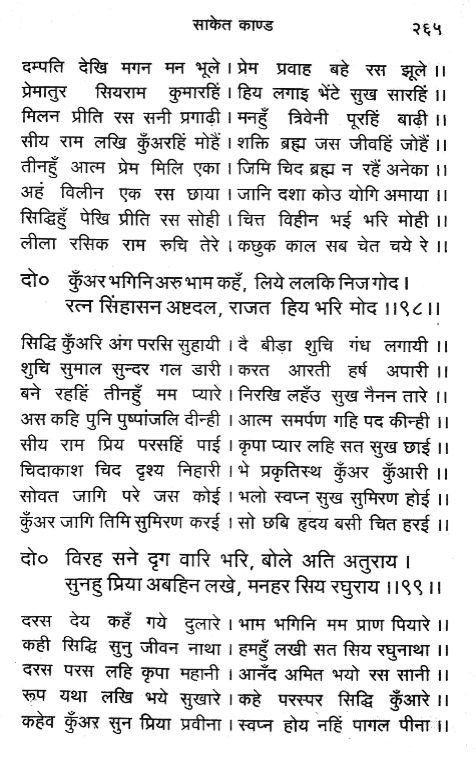 साकेत काण्ड २६५
दम्पति देखि मगन मन भूले । प्रेम प्रवाह बहे रस झूले ।।
प्रेमातुर सियराम कुमारहिं । हिय लगाइ भेंटे सुख सारहिं ।
मिलन प्रीति रस सनी प्रगाढी । मनहुँ त्रिवेनी पूरहिं बाढ़ी ।।
सीय राम लखि कुँअरहिं मोहैं । शक्ति ब्रह्म जस जीवहिं जोहैं ।
तीनहुँ आत्म प्रेम मिलि एका । जिमि चिद ब्रह्म न रहैं अनेका ।।
अहं विलीन एक रस छाया । जानि दशा कोउ योगि अमाया ।।
सिद्धिहुँ पेखि प्रीति रस सोही । चित्त विहीन भई भरि मोही ।।
लीला रसिक राम रुचि तेरे । कछुक काल सब चेत चये रे ।।
दो० कुँअर भगिनि अरु भाम कहँ, लिये ललकि निज गोद ।
रत्न सिंहासन अष्टदल, राजत हिय भरि मोद ।।९८।।
सिद्धि कुँअरि अंग परसि सुहायी । दै बीड़ा शुचि गंध लगायी ।।
शुचि सुमाल सुन्दर गल डारी । करत आरती हर्ष अपारी ।।
बने रहहिं तीनहुँ मम प्यारे । निरखि लहँउ सुख नैनन तारे ।।
अस कहि पुनि पुष्पांजलि दीन्ही । आत्म समर्पण गहि पद कीन्ही ।।
सीय राम प्रिय परसहिं पाई । कृपा प्यार लहि सत सुख छाई ।।
चिदाकाश चिद दृश्य निहारी । भे प्रकृतिस्थ कुँअर कुँआरी ।।
सोवत जागि परे जस कोई । भलो स्वप्न सुख सुमिरण होई ।।
कुँअर जागि तिमि सुमिरण करई । सो छबि हृदय बसी चित हरई ।।
दो० विरह सने दृग वारि भरि, बोले अति अतुराय ।
सुनहु प्रिया अबहिन लखे, मनहर सिय रघुराय ।।९९।।
दरस देय कहँ गये दुलारे । भाम भगिनि मम प्राण पियारे ।।
कही सिद्धि सुनु जीवन नाथा । हमहुँ लखी सत सिय रघुनाथा ।।
दरस परस लहि कृपा महानी । आनँद अमित भयो रस सानी ।।
रूप यथा लखि भये सुखारे । कहे परस्पर सिद्धि कुँआरे ।।
कहेव कुँअर सुन प्रिया प्रवीना । स्वप्न होय नहिं पागल पीना ।।